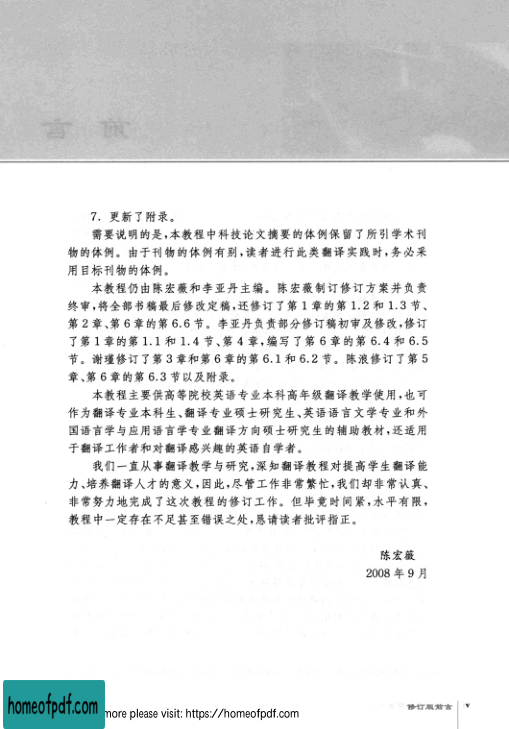 前 言
7. 更新了附录。
需要说明的是,本教程中科技论文摘要的体例保留了所引学术刊
物的体例。由于刊物的体例有别,读者进行此类翻译实践时,务必采
用目标刊物的体例。
本教程仍由陈宏薇和李亚丹主编。陈宏薇制订修订方案并负责
终审,将全部书稿最后修改定稿,还修订了第1章的1.2和1.3节、
第2章、第6章的6.6节。李亚丹负责部分修订稿初审及修改,修订
了第1章的1.1和1.4节、第4章,编写了第6章的6.4和6.5
节。谢瑾修订了第3章和第6章的6.1和6.2节。陈浪修订了第5
章、第6章的6.3节以及附录。
本教程主要供高等院校英语专业本科高年级翻译教学使用,也可
作为翻译专业本科生、翻译专业硕士研究生、英语语言文学专业和外
国语言学与应用语言学专业翻译方向硕士研究生的辅助教材,还适用
于翻译工作者和对翻译感兴趣的英语自学者。
我们一直从事翻译教学与研究,深知翻译教程对提高学生翻译能
力、培养翻译人才的意义,因此,尽管工作非常繁忙,我们却非常认真、
非常努力地完成了这次教程的修订工作。但毕竟时间紧,水平有限,
教程中一定存在不足甚至错误之处,恳请读者批评指正。
陈宏薇
2008年9月
修订版前言 v
homeofpdf.com
more please visit: https://homeofpdf.com